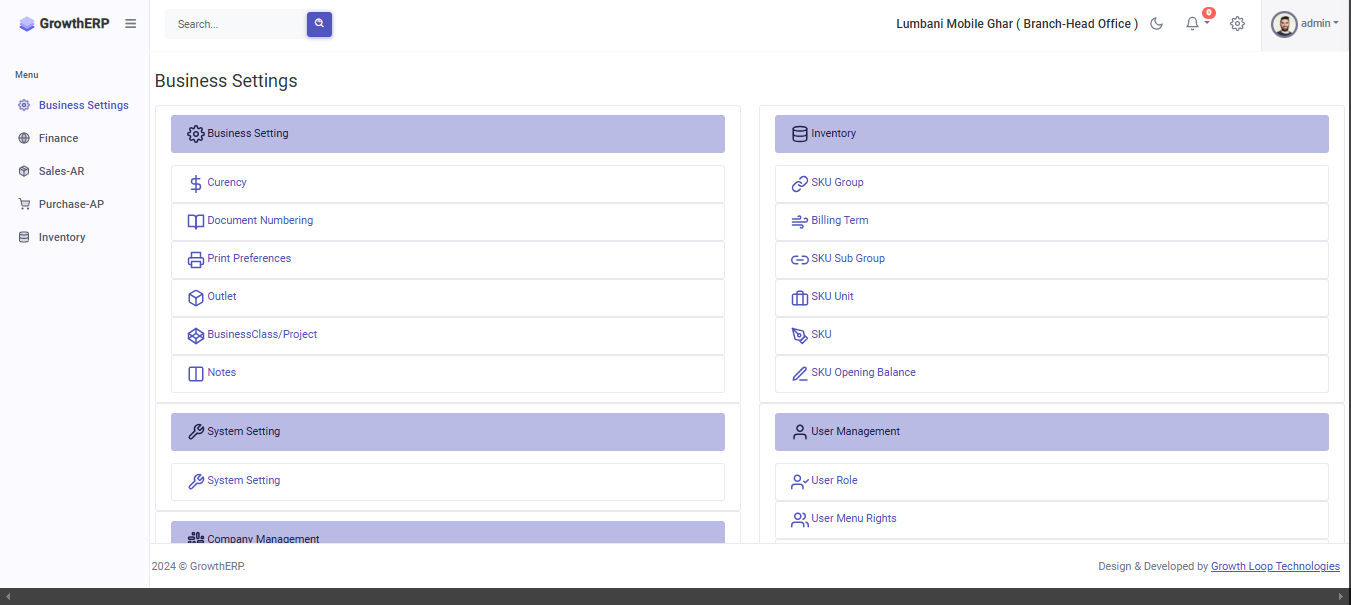 GrowthERP
Search...
Lumbani Mobile Ghar ( Branch-Head Office )
0
admin
Menu
Business Settings
Finance
Sales-AR
Purchase-AP
Inventory
Business Settings
Business Setting
Curency
Document Numbering
Print Preferences
Outlet
BusinessClass/Project
Notes
System Setting
System Setting
Company Management
Inventory
SKU Group
Billing Term
SKU Sub Group
SKU Unit
SKU
SKU Opening Balance
User Management
User Role
User Menu Rights
2024 © GrowthERP.
Design & Developed by Growth Loop Technologies